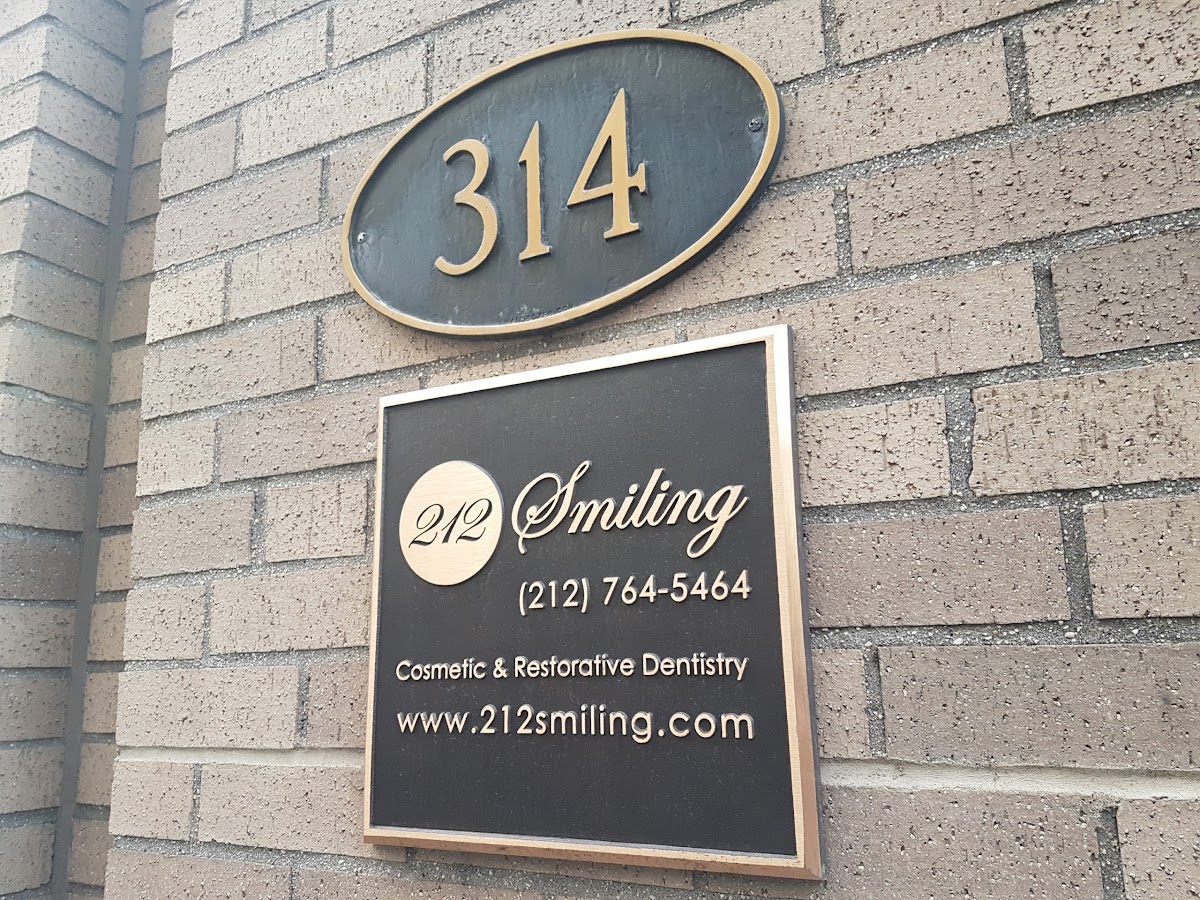 314
212 Smiling
(212) 764-5464
Cosmetic & Restorative Dentistry
www.212smiling.com